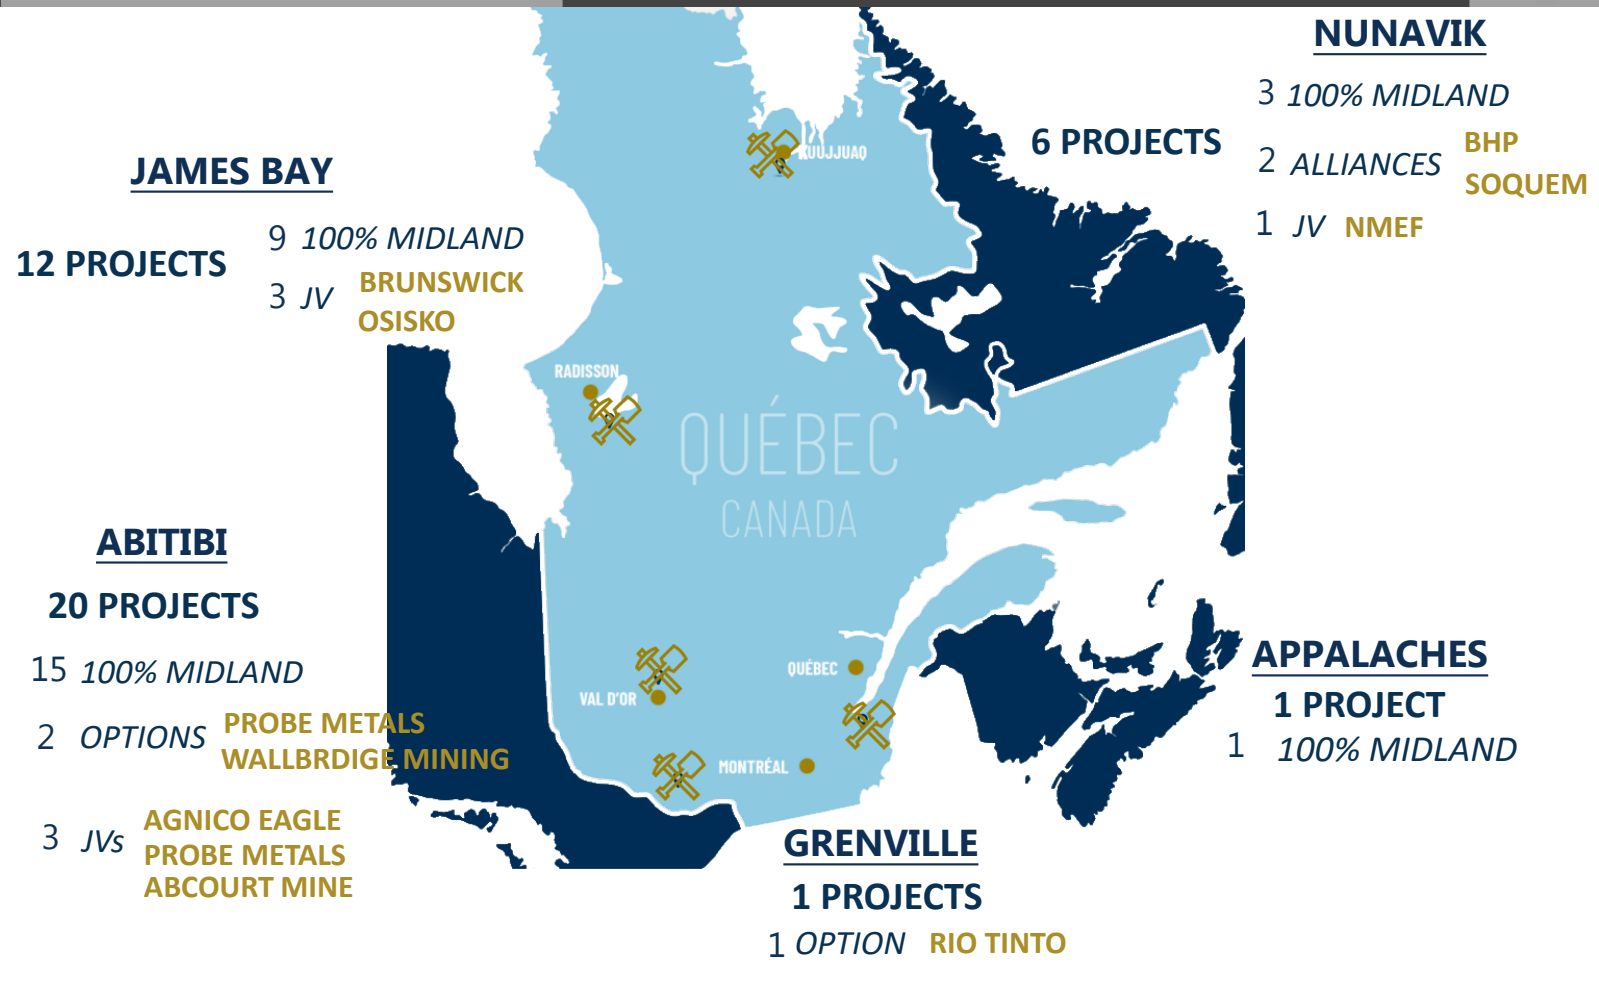 NUNAVIK
6 PROJECTS
3 100% MIDLAND
2 ALLIANCES
BHP
SOQUEM
1 JV NMEF
JAMES BAY
12 PROJECTS
9 100% MIDLAND
3 JV
BRUNSWICK
OSISKO
KUUJJUAQ
RADISSON
QUÉBEC
CANADA
ABITIBI
20 PROJECTS
15 100% MIDLAND
2 OPTIONS
PROBE METALS
WALLBRDIGE MINING
3 JVs
AGNICO EAGLE
PROBE METALS
ABCOURT MINE
VAL D'OR
QUÉBEC
MONTRÉAL
APPALACHES
1 PROJECT
1 100% MIDLAND
GRENVILLE
1 PROJECTS
1 OPTION RIO TINTO